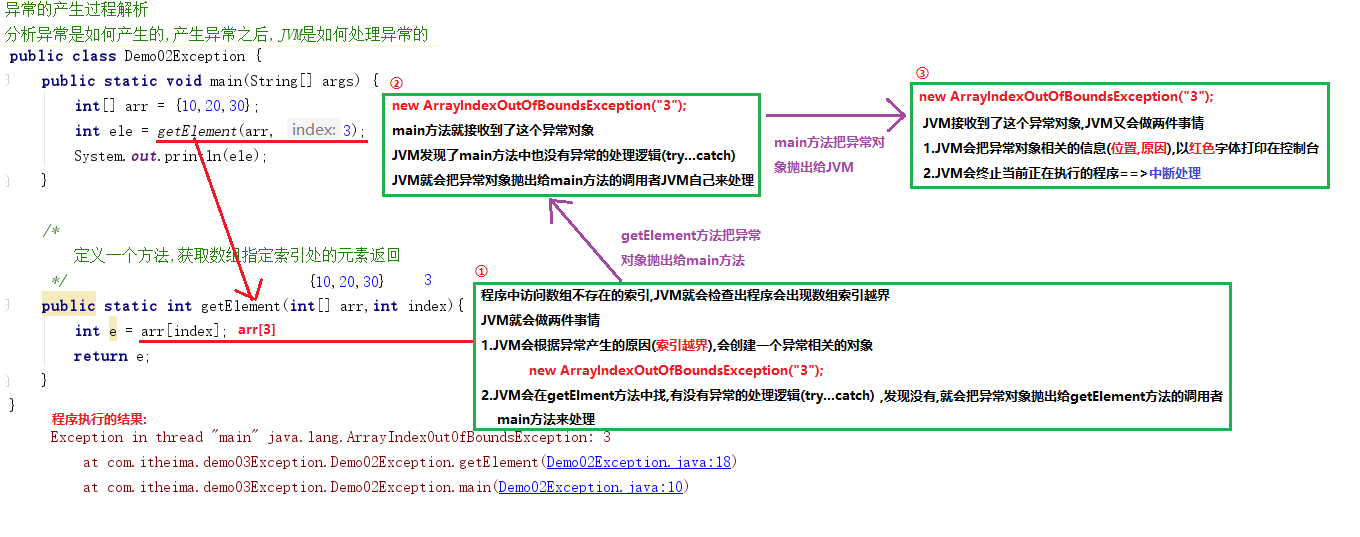 异常的产生过程解析
分析异常是如何产生的,产生异常之后,JVM是如何处理异常的
public class Demo02Exception {
public static void main(String[] args) {
int[] arr = {10,20,30};
int ele = getElement(arr, index: 3);
System.out.println(ele);
}
②
new ArrayIndexOutOfBoundsException("3");
main方法就接收到了这个异常对象
JVM发现了main方法中也没有异常的处理逻辑(try...catch)
JVM就会把异常对象抛出给main方法的调用者JVM自己来处理
main方法把异常对
象抛出给JVM
③
new ArrayIndexOutOfBoundsException("3");
JVM接收到了这个异常对象,JVM又会做两件事情
1.JVM会把异常对象相关的信息(位置,原因),以红色字体打印在控制台
2.JVM会终止当前正在执行的程序==>中断处理
getElement方法把异常
对象抛出给main方法
/*
定义一个方法,获取数组指定索引处的元素返回
*/
{10,20,30} 3
public static int getElement(int[] arr,int index){
int e = arr[index]; arr[3]
return e;
}
}
①
程序中访问数组不存在的索引,JVM就会检查出程序会出现数组索引越界
JVM就会做两件事情
1.JVM会根据异常产生的原因(索引越界),会创建一个异常相关的对象
new ArrayIndexOutOfBoundsException("3");
2.JVM会在getElment方法中找,有没有异常的处理逻辑(try...catch) ,发现没有,就会把异常对象抛出给getElement方法的调用者
main方法来处理
程序执行的结果:
Exception in thread "main" java.lang.ArrayIndexOutOfBoundsException: 3
at com.itheima.demo03Exception.Demo02Exception.getElement(Demo02Exception.java:18)
at com.itheima.demo03Exception.Demo02Exception.main(Demo02Exception.java:10)